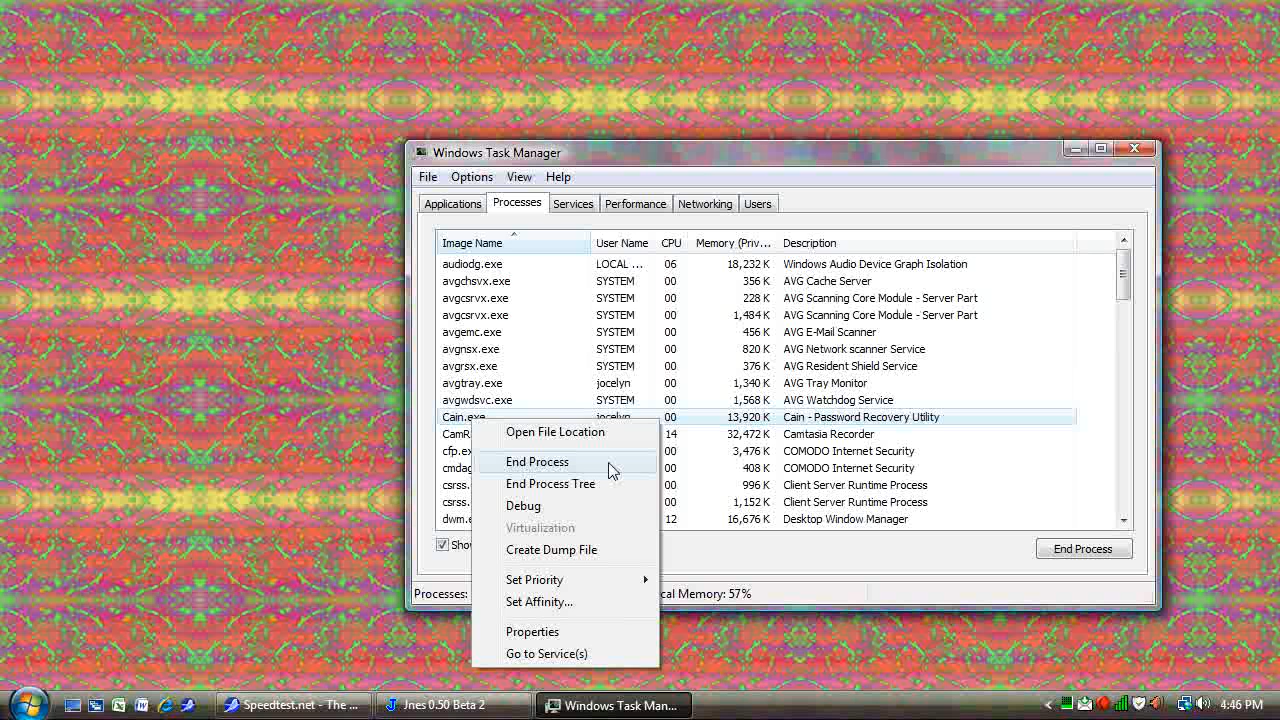 Windows Task Manager
File Options View Help
Applications Processes Services Performance Networking Users
Image Name User Name CPU Memory (Priv... Description
audiodg.exe LOCAL ... 06 18,232 K Windows Audio Device Graph Isolation
avgchsvx.exe SYSTEM 00 356 K AVG Cache Server
avgcsrvx.exe SYSTEM 00 228 K AVG Scanning Core Module - Server Part
avgcsrvx.exe SYSTEM 00 1,484 K AVG Scanning Core Module - Server Part
avgemc.exe SYSTEM 00 456 K AVG E-Mail Scanner
avgnsx.exe SYSTEM 00 820 K AVG Network scanner Service
avgrsx.exe SYSTEM 00 376 K AVG Resident Shield Service
avgtray.exe jocelyn 00 1,340 K AVG Tray Monitor
avgwdsvc.exe SYSTEM 00 1,568 K AVG Watchdog Service
Cain.exe jocelyn 00 13,920 K Cain - Password Recovery Utility
CamR 14 32,472 K Camtasia Recorder
cfp.ex 00 3,476 K COMODO Internet Security
cmdag 00 408 K COMODO Internet Security
csrss. 00 996 K Client Server Runtime Process
csrss. 00 1,152 K Client Server Runtime Process
dwm.e 12 16,676 K Desktop Window Manager
Open File Location
End Process
End Process Tree
Debug
Virtualization
Create Dump File
Set Priority
Set Affinity...
Properties
Go to Service(s)
Show
End Process
Processes: cal Memory: 57%
Speedtest.net - The ... Jnes 0.50 Beta 2 Windows Task Man... 4:46 PM